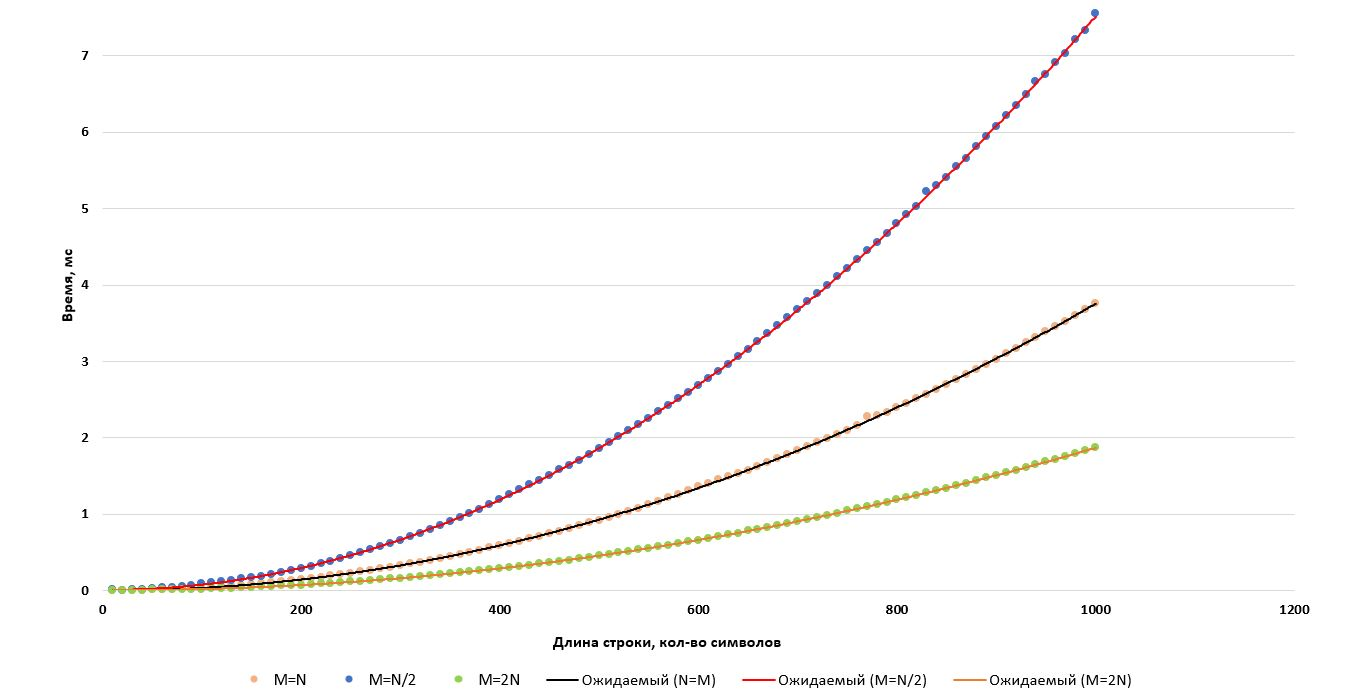 7
6
5
4
3
2
1
0
Время, мс
0 200 400 600 800 1000 1200
Длина строки, кол-во символов
M=N M=N/2 M=2N Ожидаемый (N=M) Ожидаемый (M=N/2) Ожидаемый (M=2N)